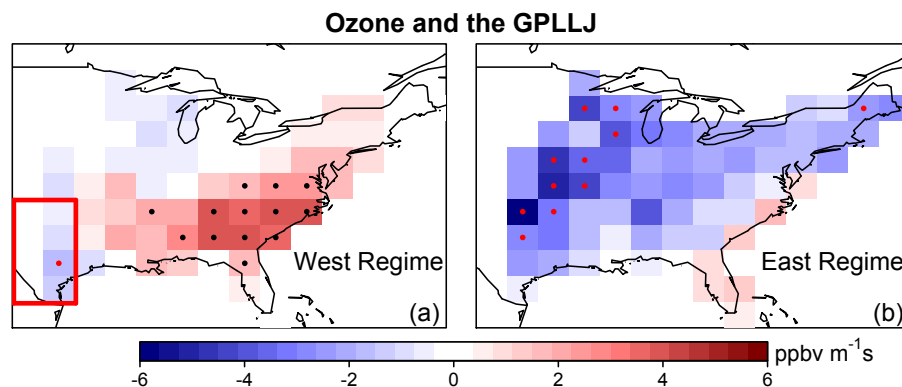 Ozone and the GPLLJ
West Regime
(a)
East Regime
(b)
-6 -4 -2 0 2 4 6
ppbv m⁻¹s